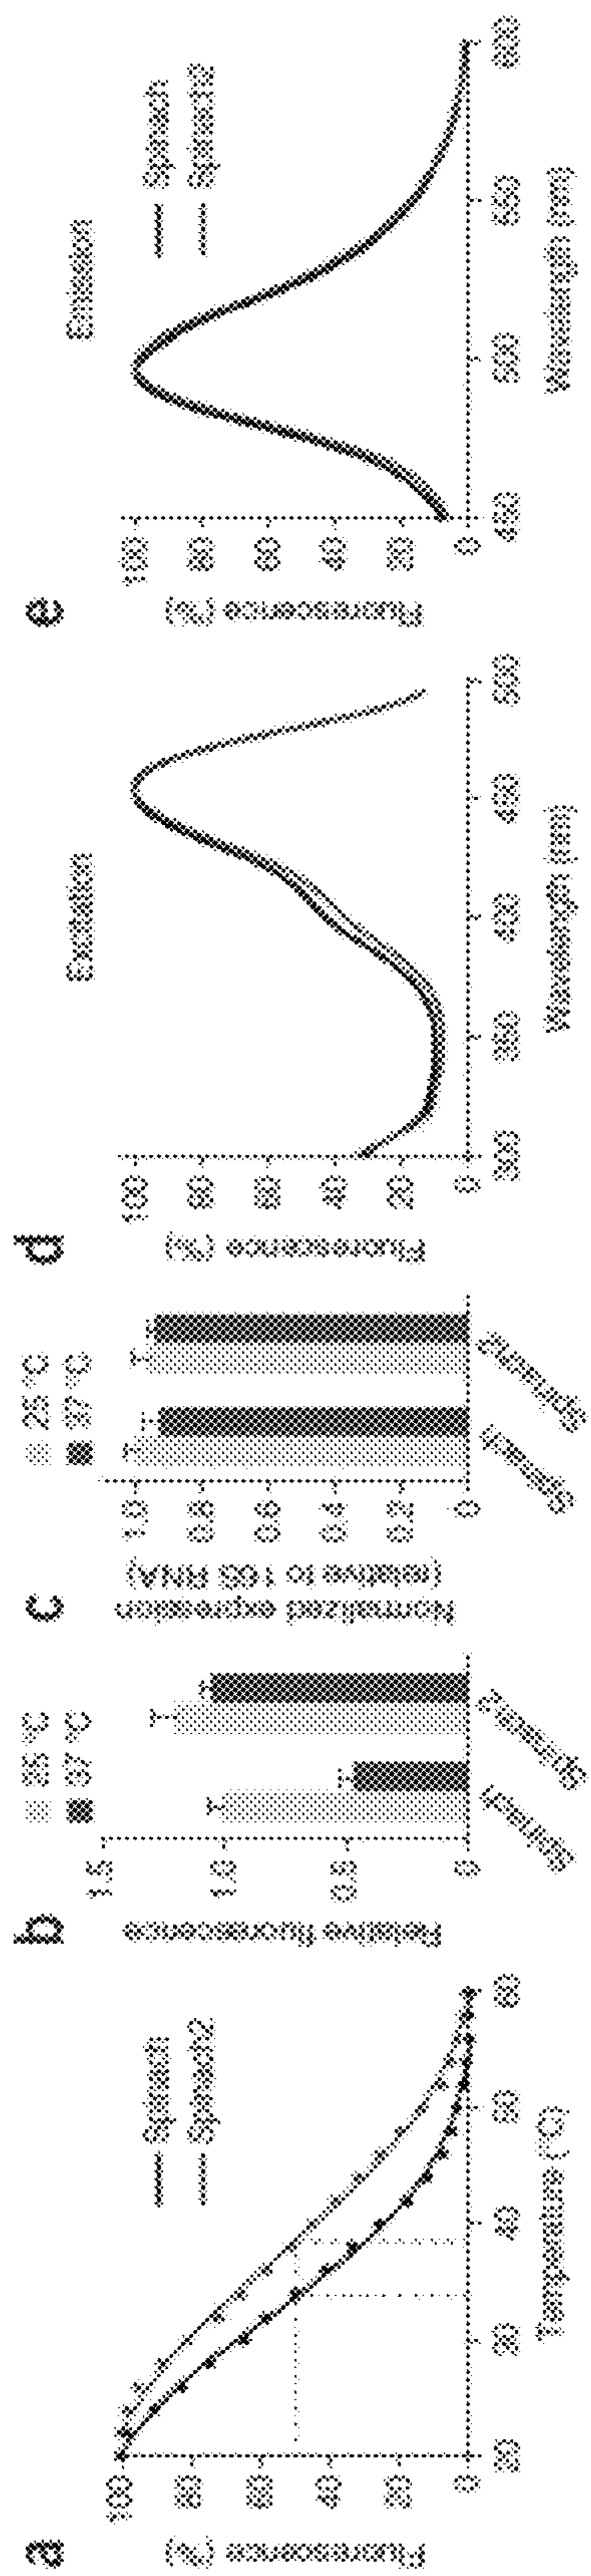 a
Fluorescence (%)
100
80
60
40
20
0
20
30
40
50
60
Temperature (°C)
Spinach
Spinach2
b
Relative fluorescence
1.5
1.0
0.5
0
25 °C
37 °C
Spinach
Spinach2
c
Normalized expression
(relative to 16S RNA)
1.0
0.8
0.6
0.4
0.2
0
25 °C
37 °C
Spinach
Spinach2
d
Excitation
Fluorescence (%)
100
80
60
40
20
0
300
350
400
450
500
Wavelength (nm)
e
Emission
Fluorescence (%)
100
80
60
40
20
0
450
500
550
600
Wavelength (nm)
Spinach
Spinach2